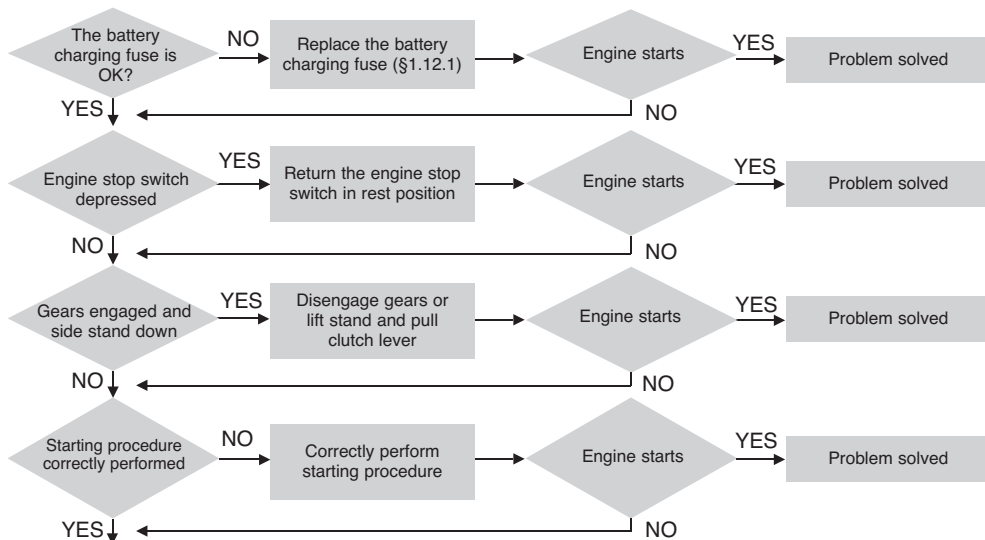 The battery
charging fuse is
OK?
NO
Replace the battery
charging fuse (§1.12.1)
Engine starts
YES
Problem solved
YES
NO
Engine stop switch
depressed
YES
Return the engine stop
switch in rest position
Engine starts
YES
Problem solved
NO
NO
Gears engaged and
side stand down
YES
Disengage gears or
lift stand and pull
clutch lever
Engine starts
YES
Problem solved
NO
NO
Starting procedure
correctly performed
NO
Correctly perform
starting procedure
Engine starts
YES
Problem solved
YES
NO